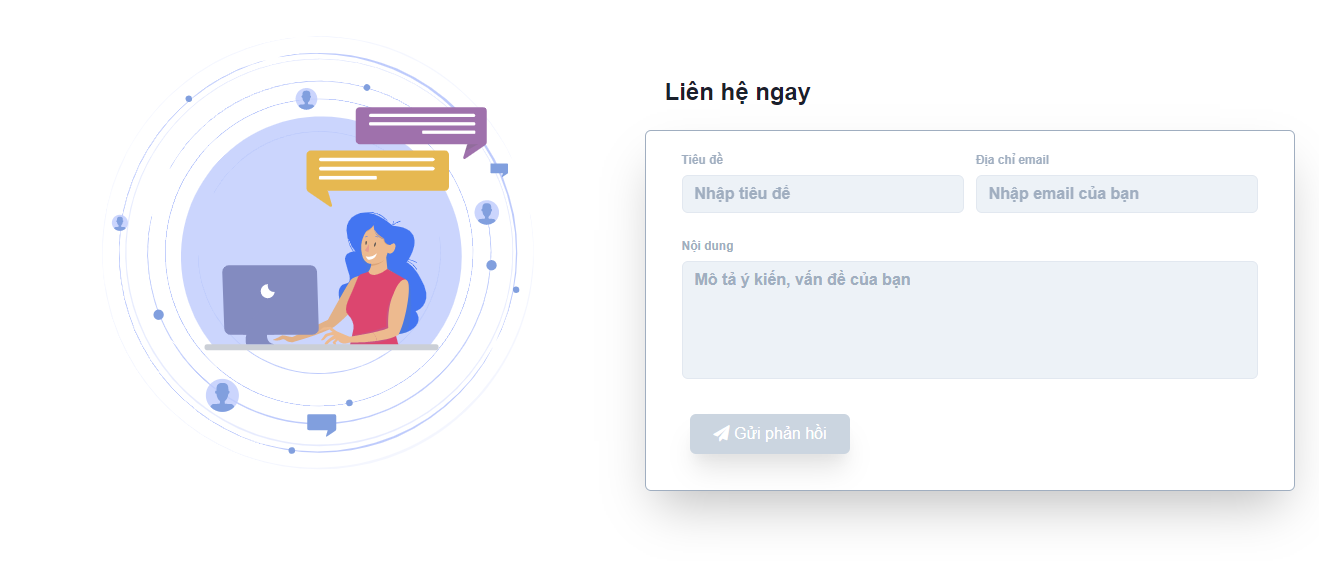 Liên hệ ngay
Tiêu đề
Địa chỉ email
Nhập tiêu đề
Nhập email của bạn
Nội dung
Mô tả ý kiến, vấn đề của bạn
Gửi phản hồi